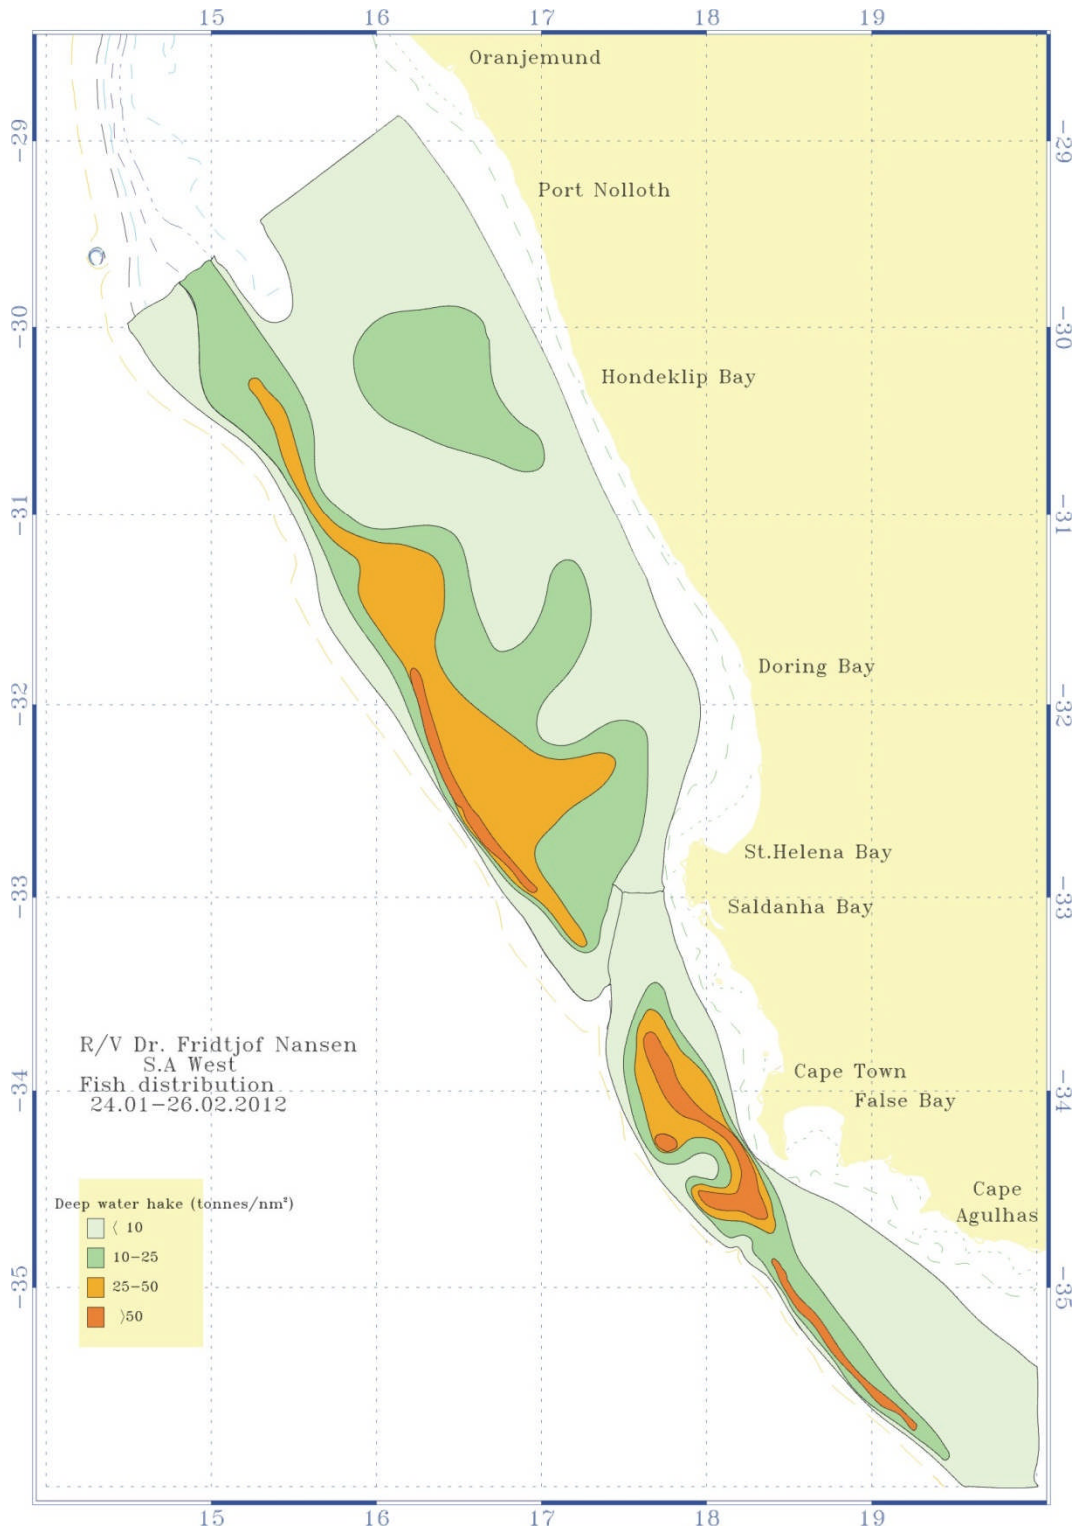 15 16 17 18 19
Oranjemund
-29 -29
Port Nolloth
-30 -30
Hondeklip Bay
-31 -31
Doring Bay
-32 -32
St.Helena Bay
-33 -33
Saldanha Bay
R/V Dr. Fridtjof Nansen
S.A West
Fish distribution
24.01-26.02.2012
Cape Town
-34 -34
False Bay
Cape
Agulhas
Deep water hake (tonnes/nm²)
⟨ 10
10-25
25-50
⟩50
-35 -35
15 16 17 18 19